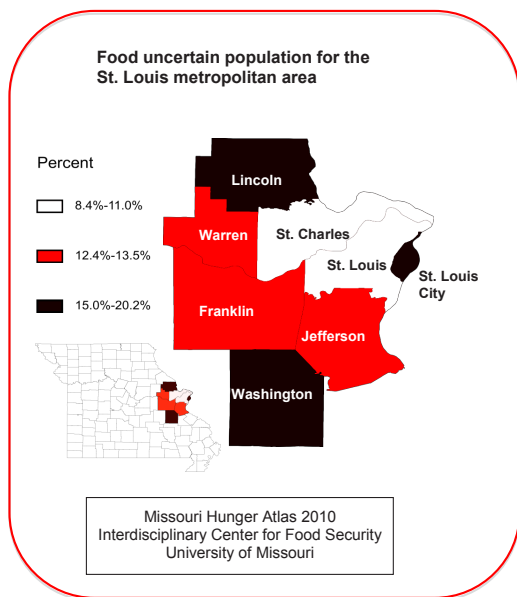 Food uncertain population for the
St. Louis metropolitan area
Percent
8.4%-11.0%
12.4%-13.5%
15.0%-20.2%
Lincoln
Warren
St. Charles
St. Louis
St. Louis
City
Franklin
Jefferson
Washington
Missouri Hunger Atlas 2010
Interdisciplinary Center for Food Security
University of Missouri